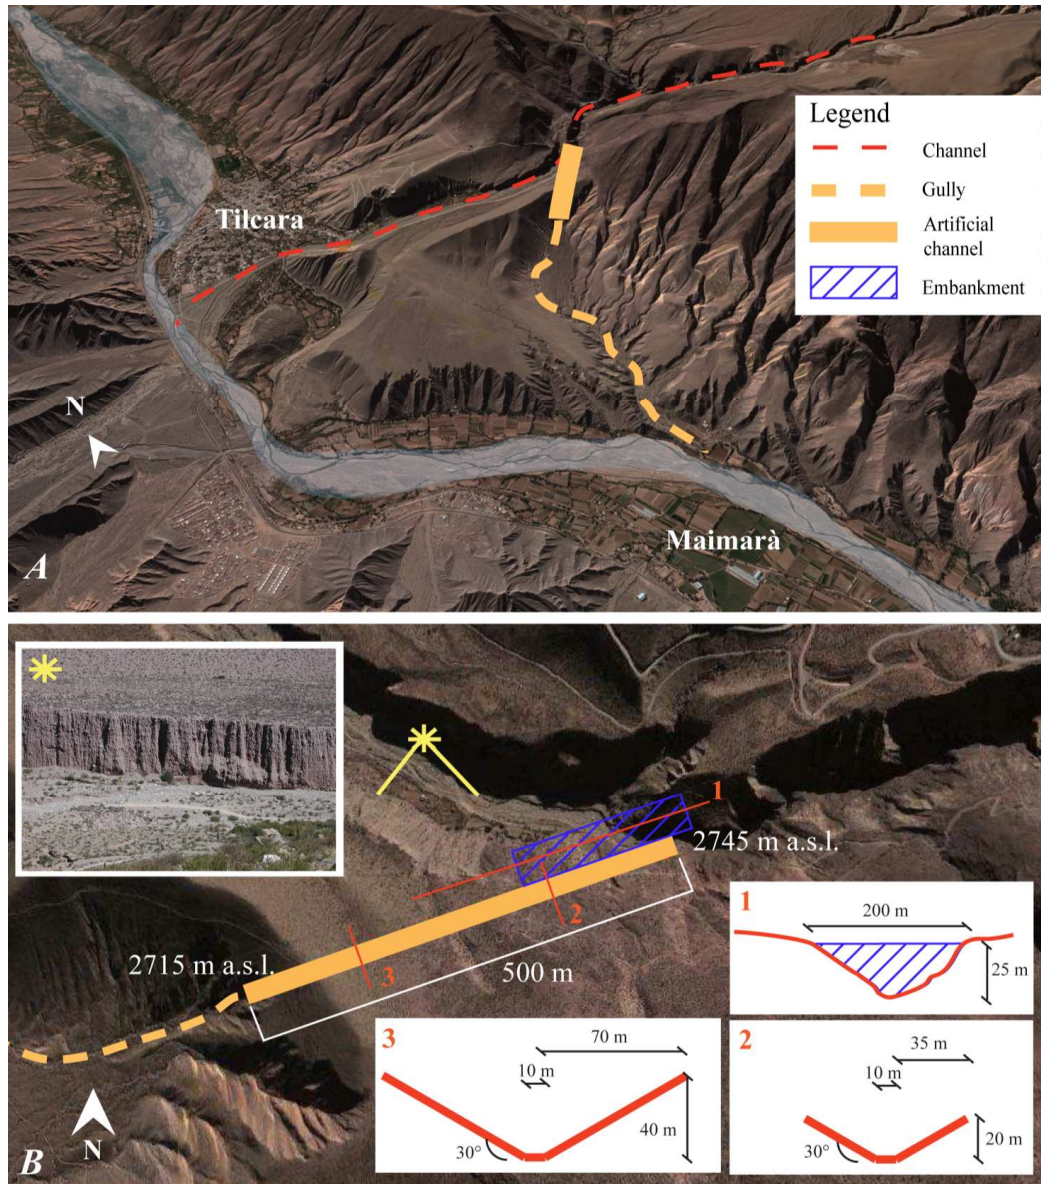 Legend
Channel
Gully
Artificial
channel
Embankment
Tilcara
N
Maimarà
A
1
2745 m a.s.l.
2
3
500 m
2715 m a.s.l.
1
200 m
25 m
3
70 m
10 m
40 m
30°
2
35 m
10 m
20 m
30°
N
B